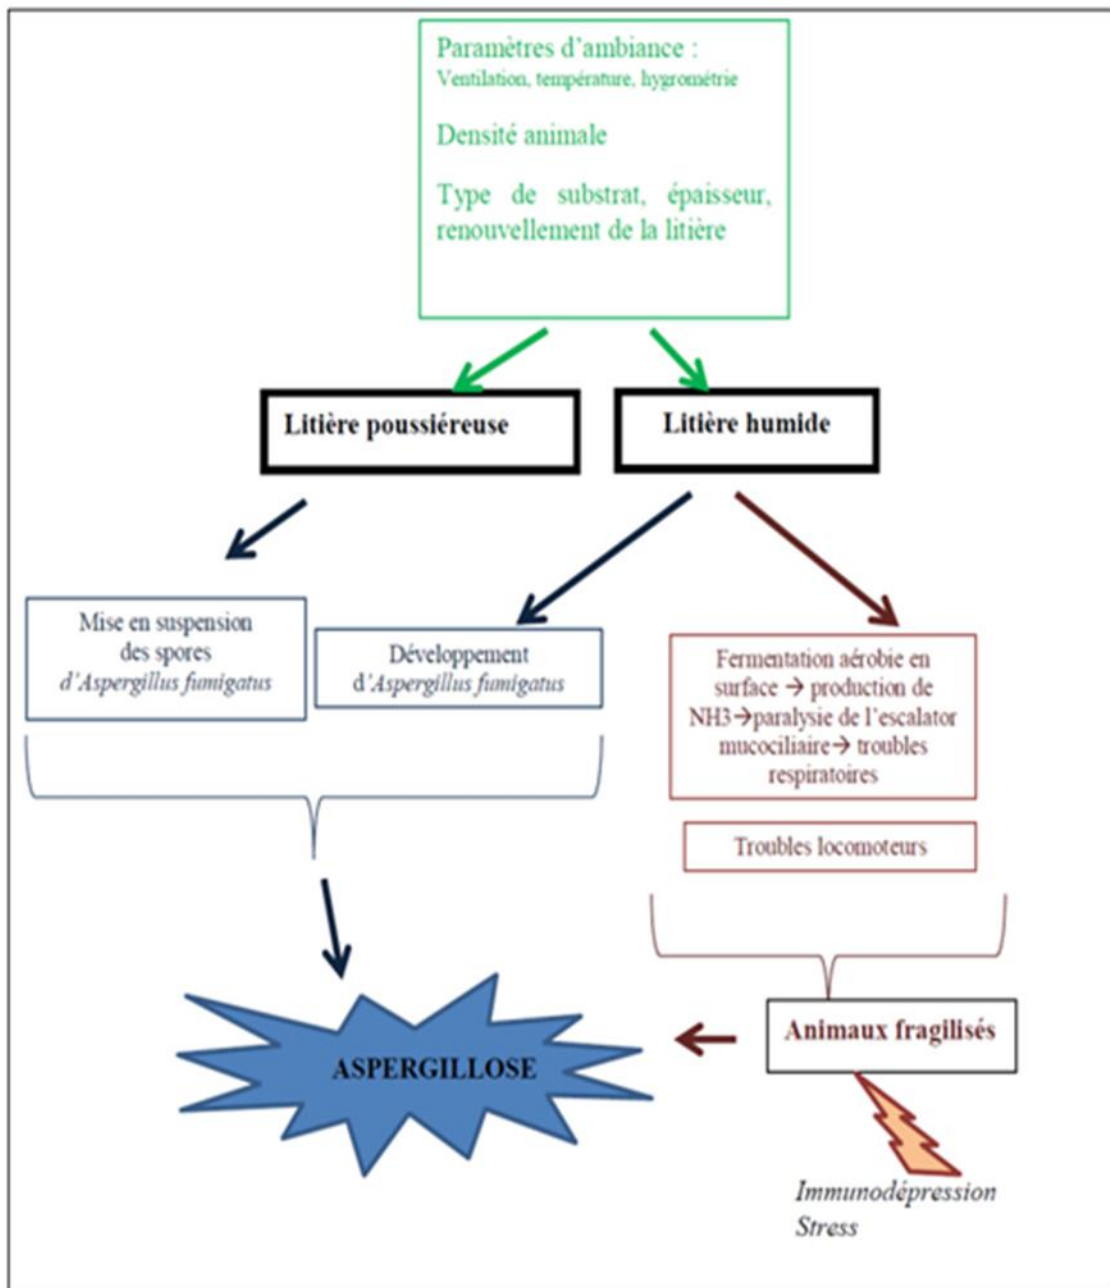 Paramètres d’ambiance :
Ventilation, température, hygrométrie
Densité animale
Type de substrat, épaisseur,
renouvellement de la litière
Litière poussiéreuse
Litière humide
Mise en suspension
des spores
d’Aspergillus fumigatus
Développement
d’Aspergillus fumigatus
Fermentation aérobie en
surface → production de
NH3→paralysie de l’escalator
mucociliaire→ troubles
respiratoires
Troubles locomoteurs
Animaux fragilisés
ASPERGILLOSE
Immunodépression
Stress